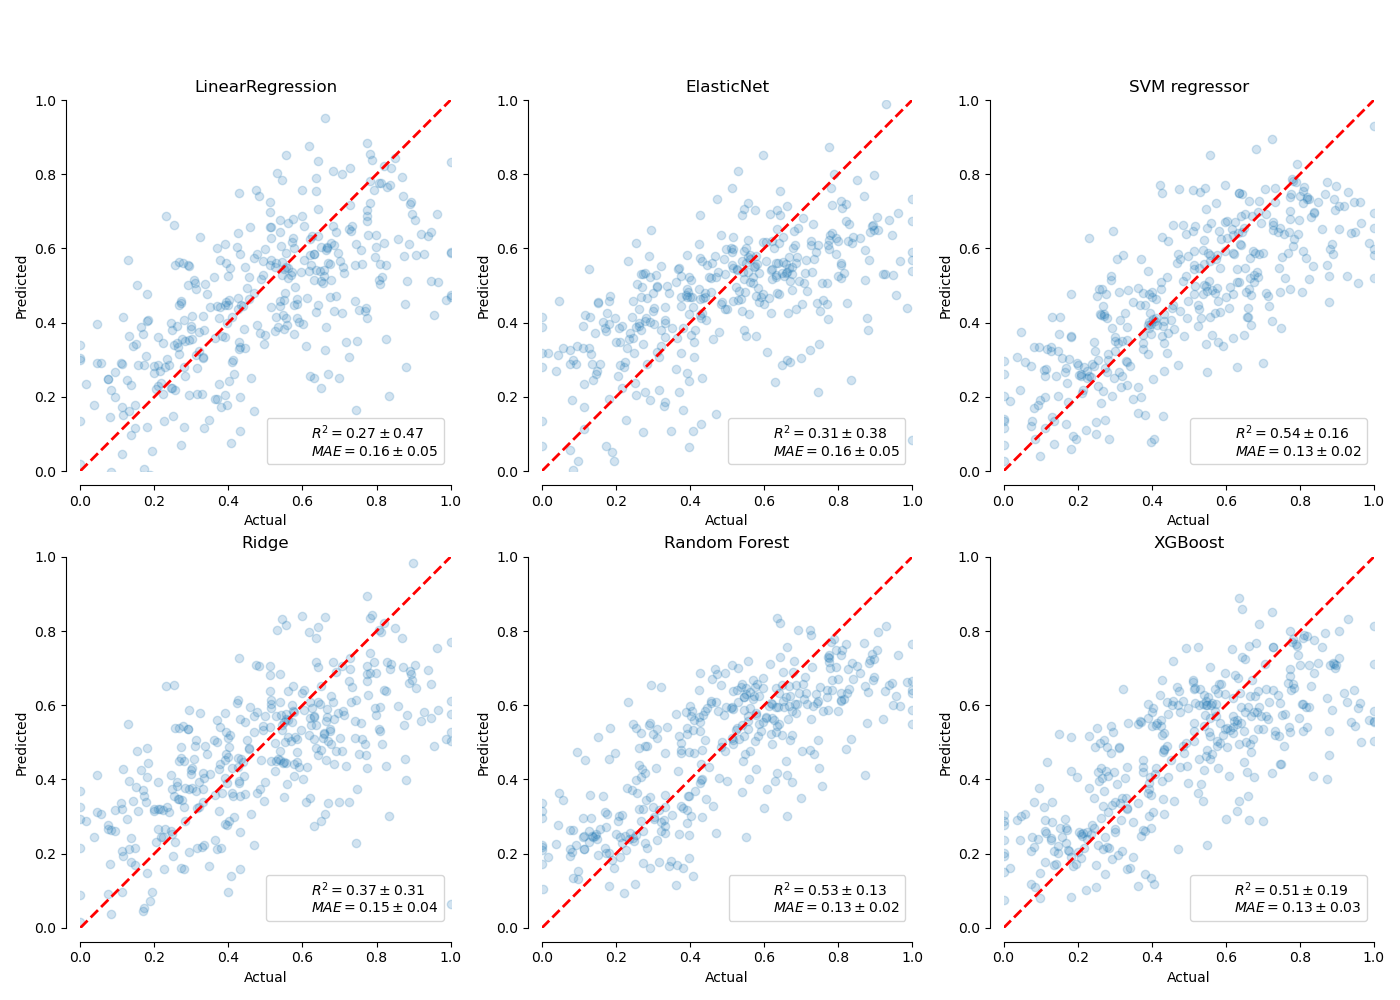 LinearRegression
ElasticNet
SVM regressor
1.0
0.8
0.6
0.4
0.2
0.0
Predicted
R² = 0.27 ± 0.47
MAE = 0.16 ± 0.05
0.0 0.2 0.4 0.6 0.8 1.0
Actual
1.0
0.8
0.6
0.4
0.2
0.0
Predicted
R² = 0.31 ± 0.38
MAE = 0.16 ± 0.05
0.0 0.2 0.4 0.6 0.8 1.0
Actual
1.0
0.8
0.6
0.4
0.2
0.0
Predicted
R² = 0.54 ± 0.16
MAE = 0.13 ± 0.02
0.0 0.2 0.4 0.6 0.8 1.0
Actual
Ridge
Random Forest
XGBoost
1.0
0.8
0.6
0.4
0.2
0.0
Predicted
R² = 0.37 ± 0.31
MAE = 0.15 ± 0.04
0.0 0.2 0.4 0.6 0.8 1.0
Actual
1.0
0.8
0.6
0.4
0.2
0.0
Predicted
R² = 0.53 ± 0.13
MAE = 0.13 ± 0.02
0.0 0.2 0.4 0.6 0.8 1.0
Actual
1.0
0.8
0.6
0.4
0.2
0.0
Predicted
R² = 0.51 ± 0.19
MAE = 0.13 ± 0.03
0.0 0.2 0.4 0.6 0.8 1.0
Actual